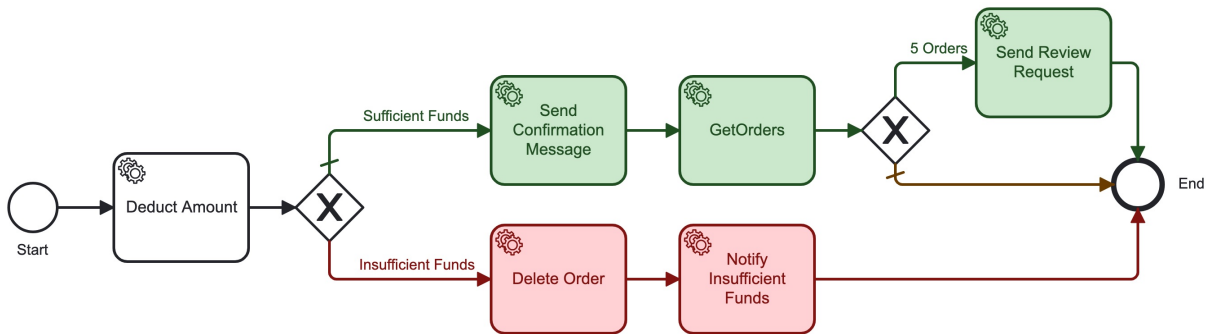 Start
Deduct Amount
X
Sufficient Funds
Insufficient Funds
Send
Confirmation
Message
GetOrders
X
5 Orders
Send Review
Request
Delete Order
Notify
Insufficient
Funds
End